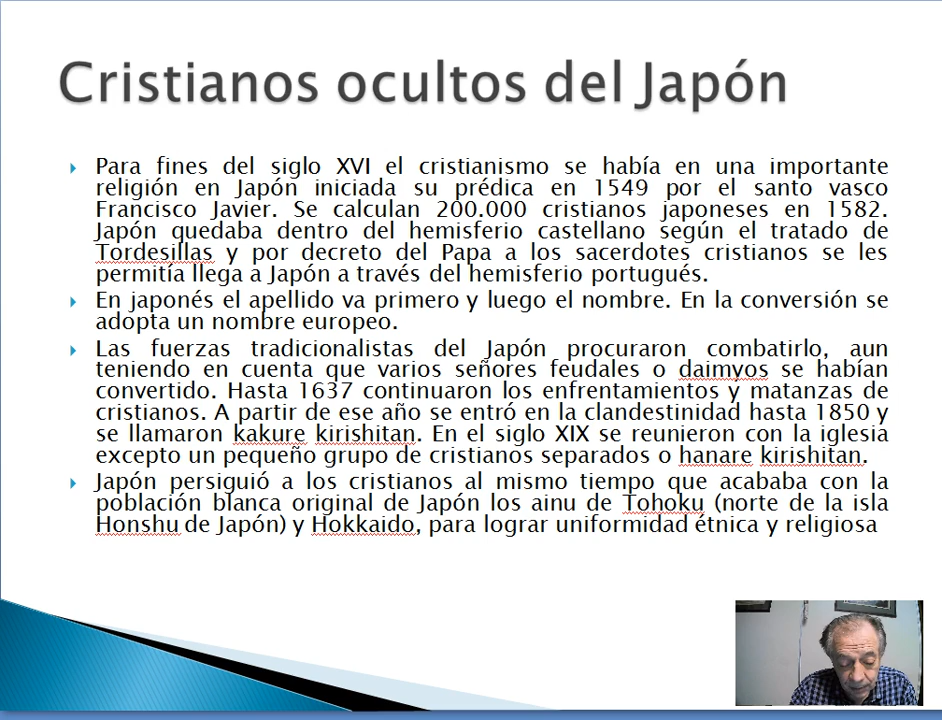 Cristianos ocultos del Japón
Para fines del siglo XVI el cristianismo se había en una importante
religión en Japón iniciada su prédica en 1549 por el santo vasco
Francisco Javier. Se calculan 200.000 cristianos japoneses en 1582.
Japón quedaba dentro del hemisferio castellano según el tratado de
Tordesillas y por decreto del Papa a los sacerdotes cristianos se les
permitía llega a Japón a través del hemisferio portugués.
En japonés el apellido va primero y luego el nombre. En la conversión se
adopta un nombre europeo.
Las fuerzas tradicionalistas del Japón procuraron combatirlo, aun
teniendo en cuenta que varios señores feudales o daimyos se habían
convertido. Hasta 1637 continuaron los enfrentamientos y matanzas de
cristianos. A partir de ese año se entró en la clandestinidad hasta 1850 y
se llamaron kakure kirishitan. En el siglo XIX se reunieron con la iglesia
excepto un pequeño grupo de cristianos separados o hanare kirishitan.
Japón persiguió a los cristianos al mismo tiempo que acababa con la
población blanca original de Japón los ainu de Tohoku (norte de la isla
Honshu de Japón) y Hokkaido, para lograr uniformidad étnica y religiosa